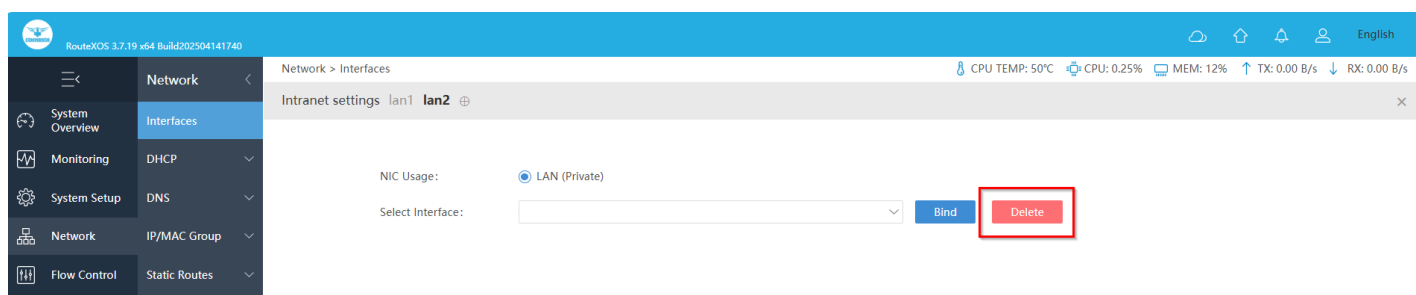 RouteXOS 3.7.19 x64 Build202504141740
English
Network
Network > Interfaces
CPU TEMP: 50°C CPU: 0.25% MEM: 12% TX: 0.00 B/s RX: 0.00 B/s
Intranet settings lan1 lan2
System Overview
Interfaces
Monitoring
DHCP
NIC Usage:
LAN (Private)
System Setup
DNS
Select Interface:
Bind
Delete
Network
IP/MAC Group
Flow Control
Static Routes